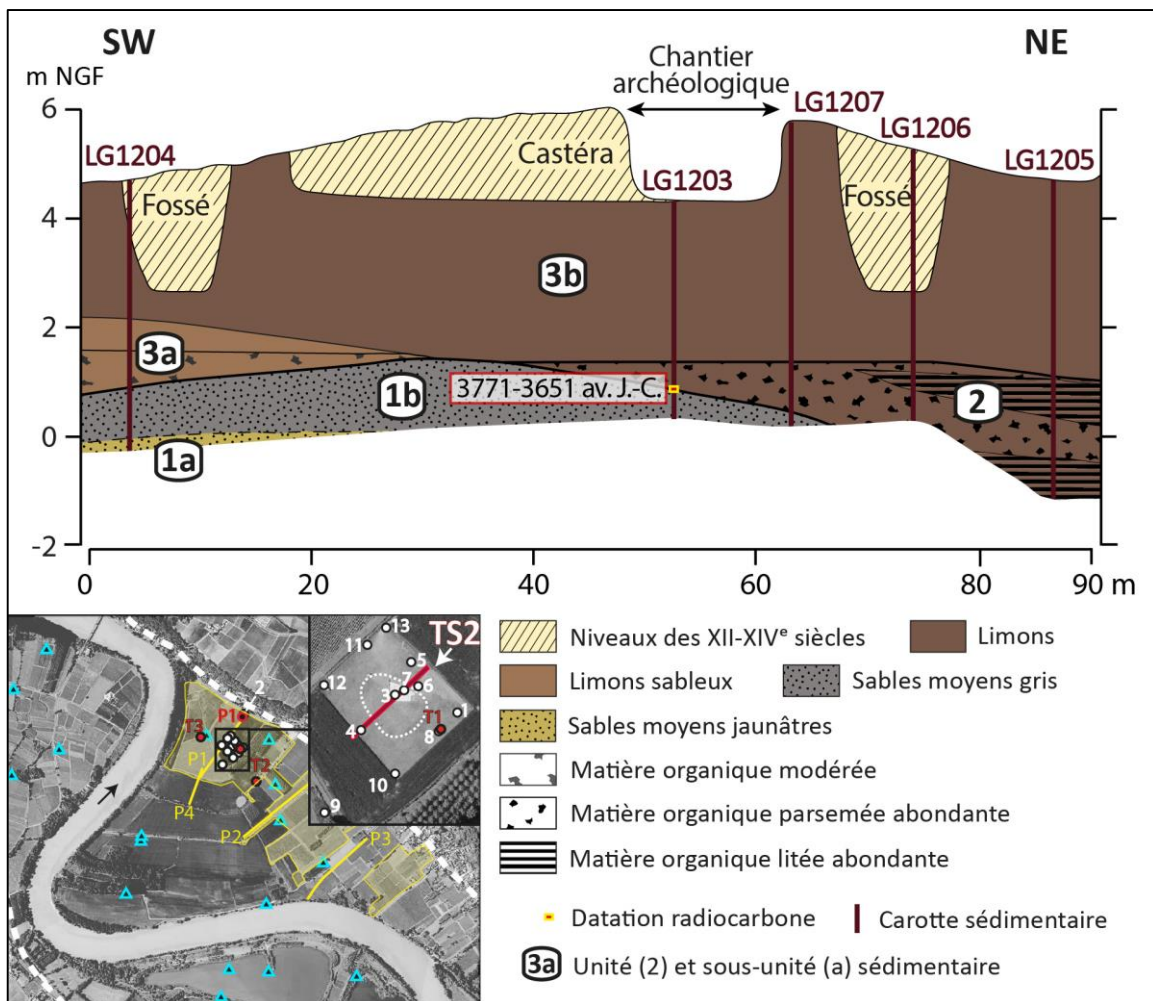 SW
NE
m NGF
Chantier
archéologique
6
LG1207
LG1206
LG1204
LG1205
Castéra
LG1203
Fossé
Fossé
4
3b
2
3a
3771-3651 av. J.-C.
1b
2
0
1a
-2
0
20
40
60
80
90 m
13
TS2
11
5
2
7
12
3
6
P1
1
T3
4
T1
8
P1
T2
10
P4
9
P2
P3
Niveaux des XII-XIVᵉ siècles
Limons
Limons sableux
Sables moyens gris
Sables moyens jaunâtres
Matière organique modérée
Matière organique parsemée abondante
Matière organique litée abondante
Datation radiocarbone
Carotte sédimentaire
3a Unité (2) et sous-unité (a) sédimentaire